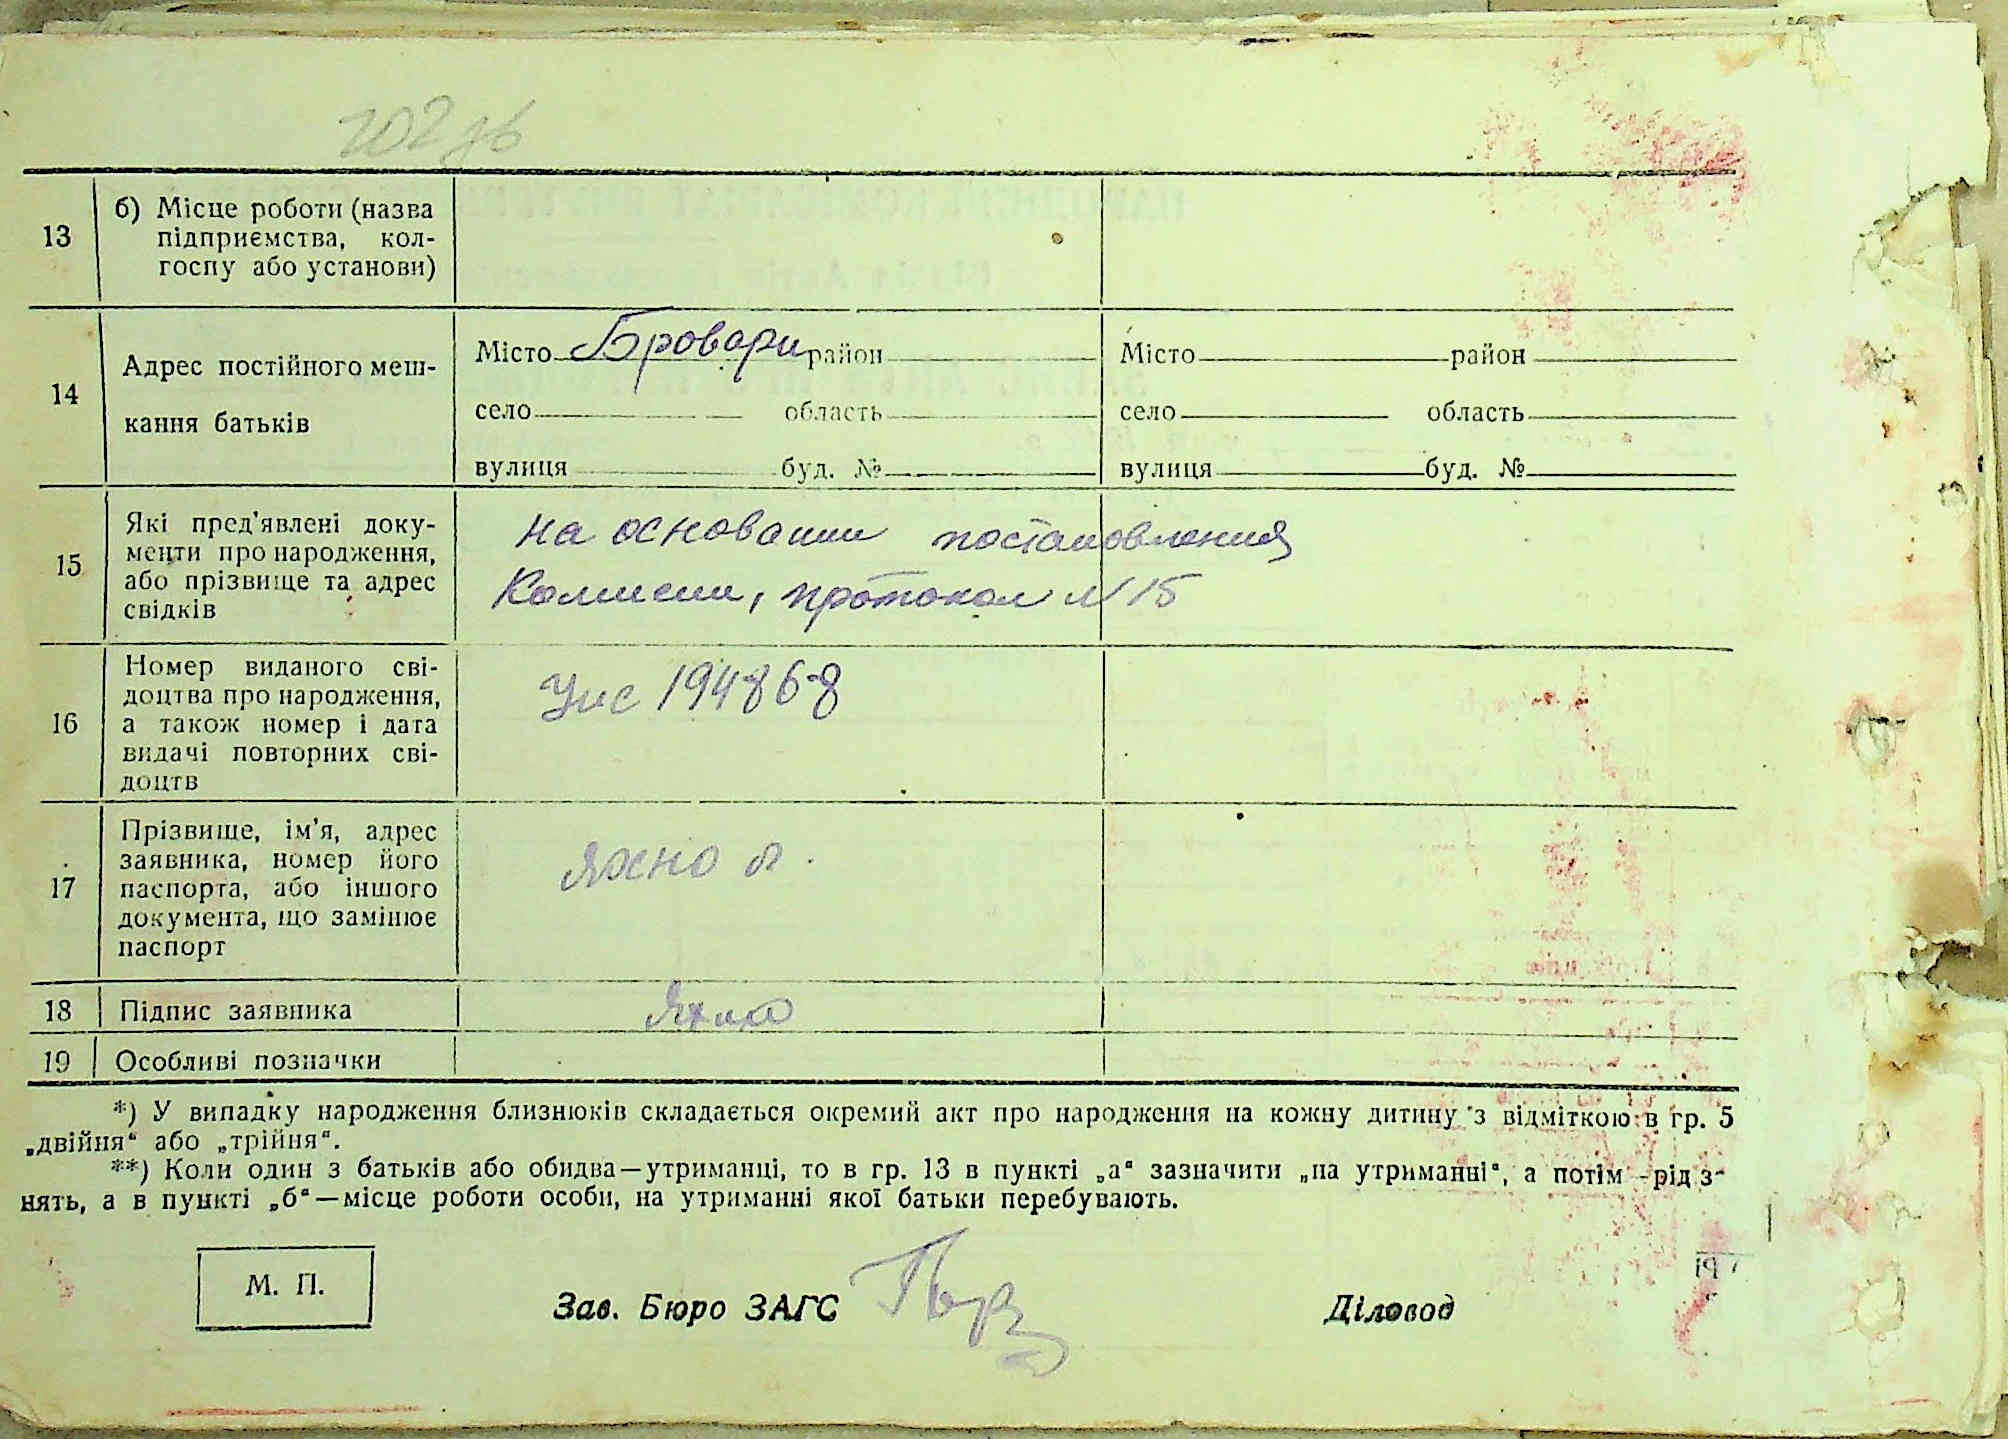 202 зв
13
б) Місце роботи (назва
підприємства, кол-
госпу або установи)
14
Адрес постійного меш-
кання батьків
Місто Бровари район
село область
вулиця буд. №
Місто район
село область
вулиця буд. №
15
Які пред'явлені доку-
менти про народження,
або прізвище та адрес
свідків
на основании постановления
Комиссии, протокол N 15
16
Номер виданого сві-
доцтва про народження,
а також номер і дата
видачі повторних сві-
доцтв
194868
17
Прізвище, ім'я, адрес
заявника, номер його
паспорта, або іншого
документа, що замінює
паспорт
Яхно
18
Підпис заявника
Яхно
19
Особливі позначки
*) У випадку народження близнюків складається окремий акт про народження на кожну дитину з відміткою в гр. 5
„двійня“ або „трійня“.
**) Коли один з батьків або обидва—утриманці, то в гр. 13 в пункті „а“ зазначити „на утриманні“, а потім -рід з-
нять, а в пункті „б“—місце роботи особи, на утриманні якої батьки перебувають.
М. П.
Зав. Бюро ЗАГС
Діловод